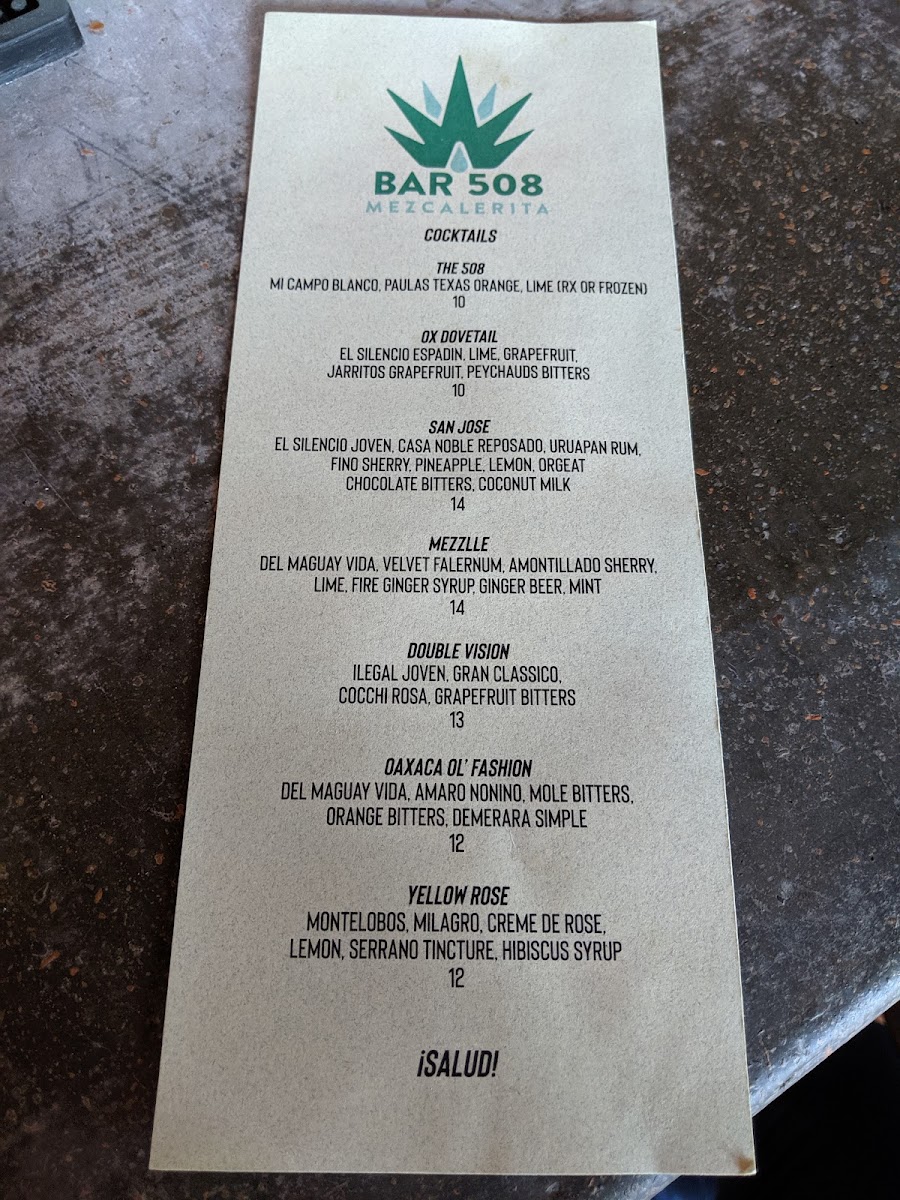 BAR 508
MEZCALERITA
COCKTAILS
THE 508
MI CAMPO BLANCO, PAULAS TEXAS ORANGE, LIME (RX OR FROZEN)
10
OX DOVETAIL
EL SILENCIO ESPADIN, LIME, GRAPEFRUIT,
JARRITOS GRAPEFRUIT, PEYCHAUDS BITTERS
10
SAN JOSE
EL SILENCIO JOVEN, CASA NOBLE REPOSADO, URUAPAN RUM,
FINO SHERRY, PINEAPPLE, LEMON, ORGEAT
CHOCOLATE BITTERS, COCONUT MILK
14
MEZZLLE
DEL MAGUAY VIDA, VELVET FALERNUM, AMONTILLADO SHERRY,
LIME, FIRE GINGER SYRUP, GINGER BEER, MINT
14
DOUBLE VISION
ILEGAL JOVEN, GRAN CLASSICO,
COCCHI ROSA, GRAPEFRUIT BITTERS
13
OAXACA OL' FASHION
DEL MAGUAY VIDA, AMARO NONINO, MOLE BITTERS,
ORANGE BITTERS, DEMERARA SIMPLE
12
YELLOW ROSE
MONTELOBOS, MILAGRO, CREME DE ROSE,
LEMON, SERRANO TINCTURE, HIBISCUS SYRUP
12
¡SALUD!